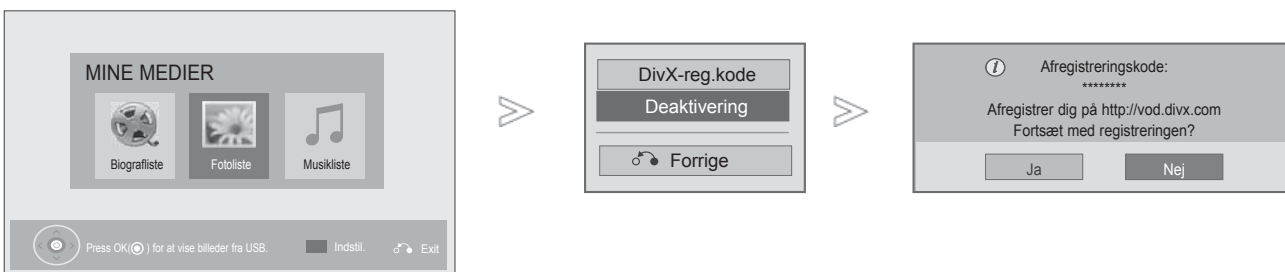 MINE MEDIER
Biografliste
Fotoliste
Musikliste
Press OK(◉) for at vise billeder fra USB.
Indstil.
Exit
DivX-reg.kode
Deaktivering
Forrige
Afregistreringskode:
********
Afregistrer dig på http://vod.divx.com
Fortsæt med registreringen?
Ja
Nej